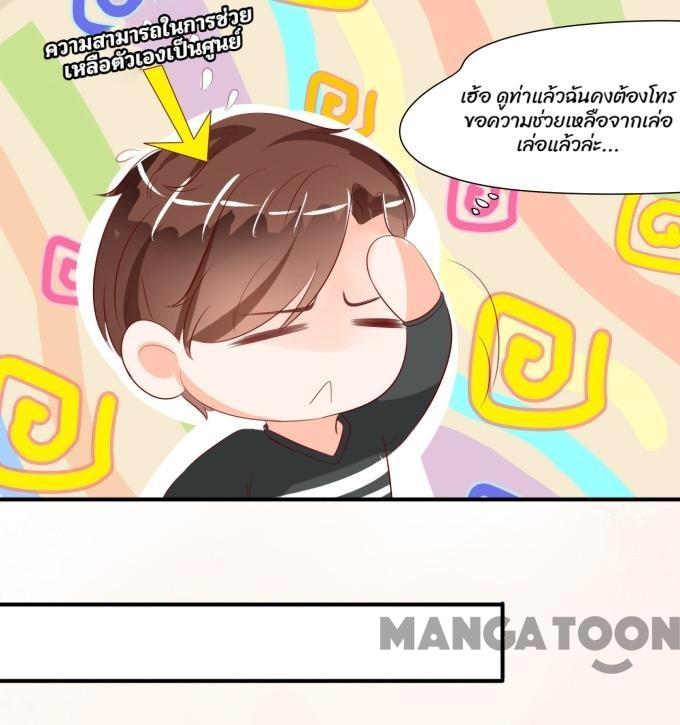 ความสามารถในการช่วย
เหลือตัวเองเป็นศูนย์
เฮ้อ ดูท่าแล้วฉันคงต้องโทร
ขอความช่วยเหลือจากเล่อ
เล่อแล้วล่ะ...
MANGATOON